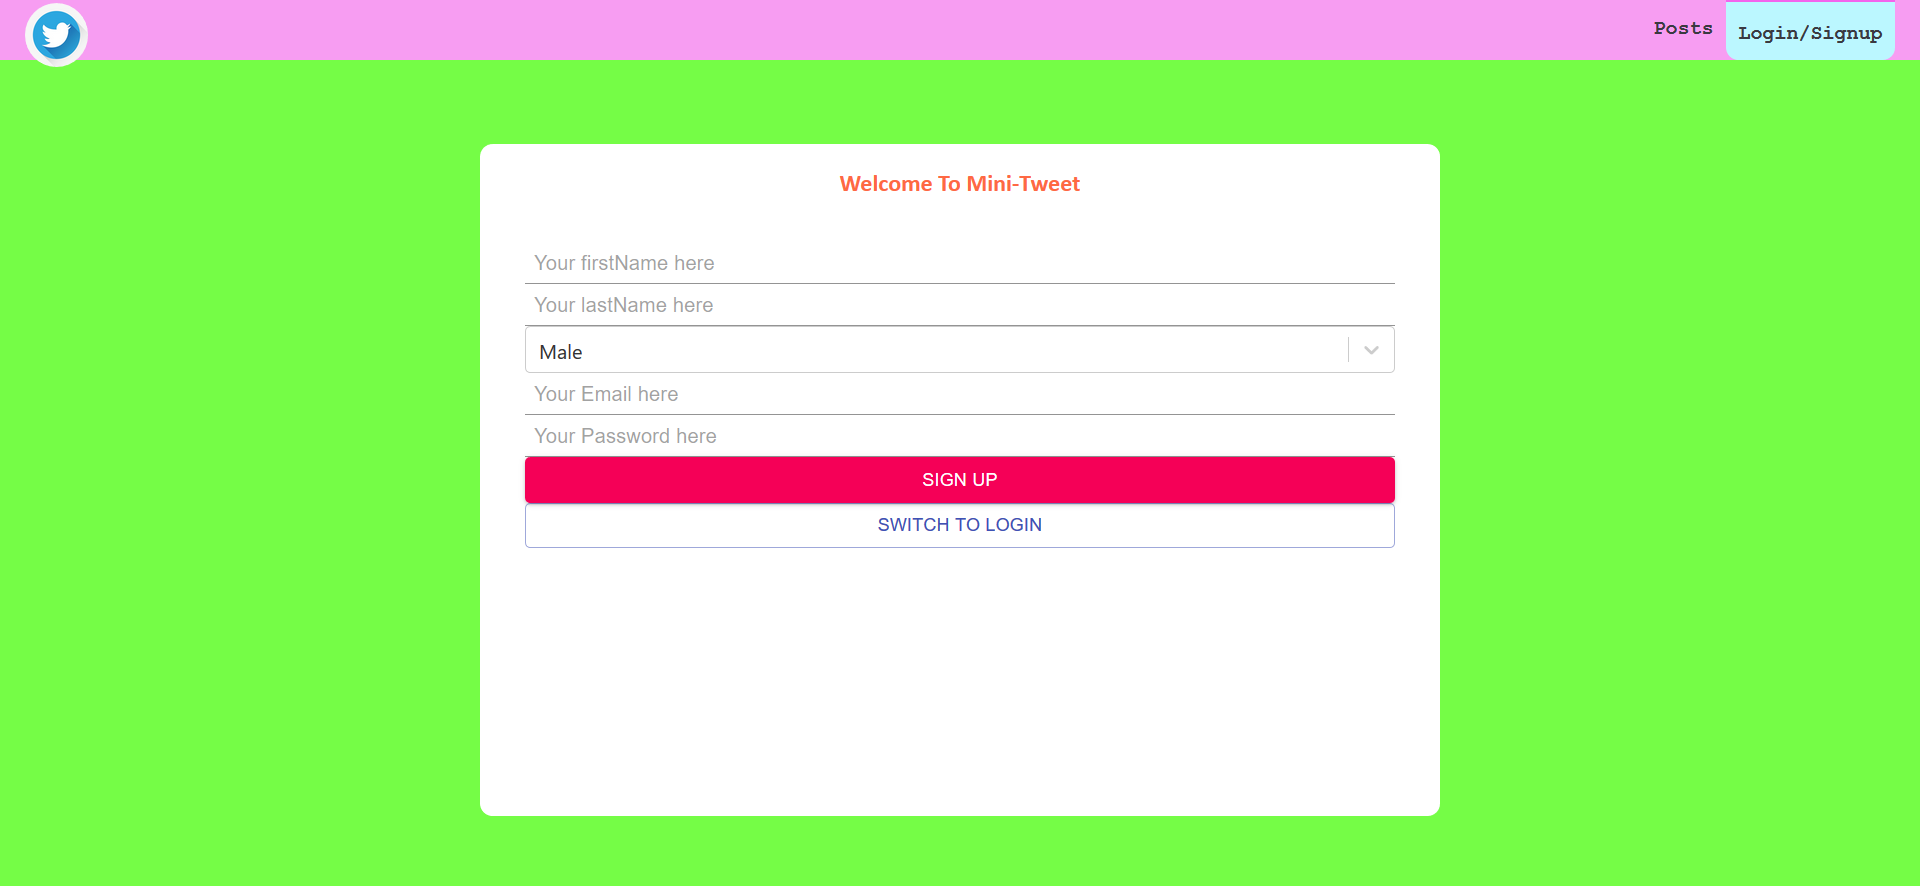 Posts
Login/Signup
Welcome To Mini-Tweet
Your firstName here
Your lastName here
Male
Your Email here
Your Password here
SIGN UP
SWITCH TO LOGIN